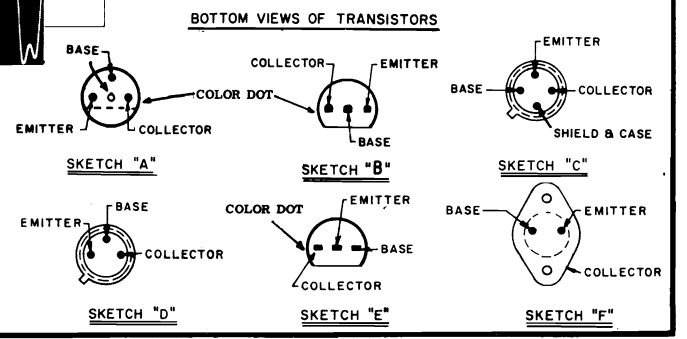 BOTTOM VIEWS OF TRANSISTORS
BASE
EMITTER
COLLECTOR
SKETCH "A"
COLOR DOT
COLLECTOR
EMITTER
BASE
SKETCH "B"
EMITTER
BASE
COLLECTOR
SHIELD & CASE
SKETCH "C"
EMITTER
BASE
COLLECTOR
SKETCH "D"
COLOR DOT
EMITTER
BASE
COLLECTOR
SKETCH "E"
BASE
EMITTER
COLLECTOR
SKETCH "F"